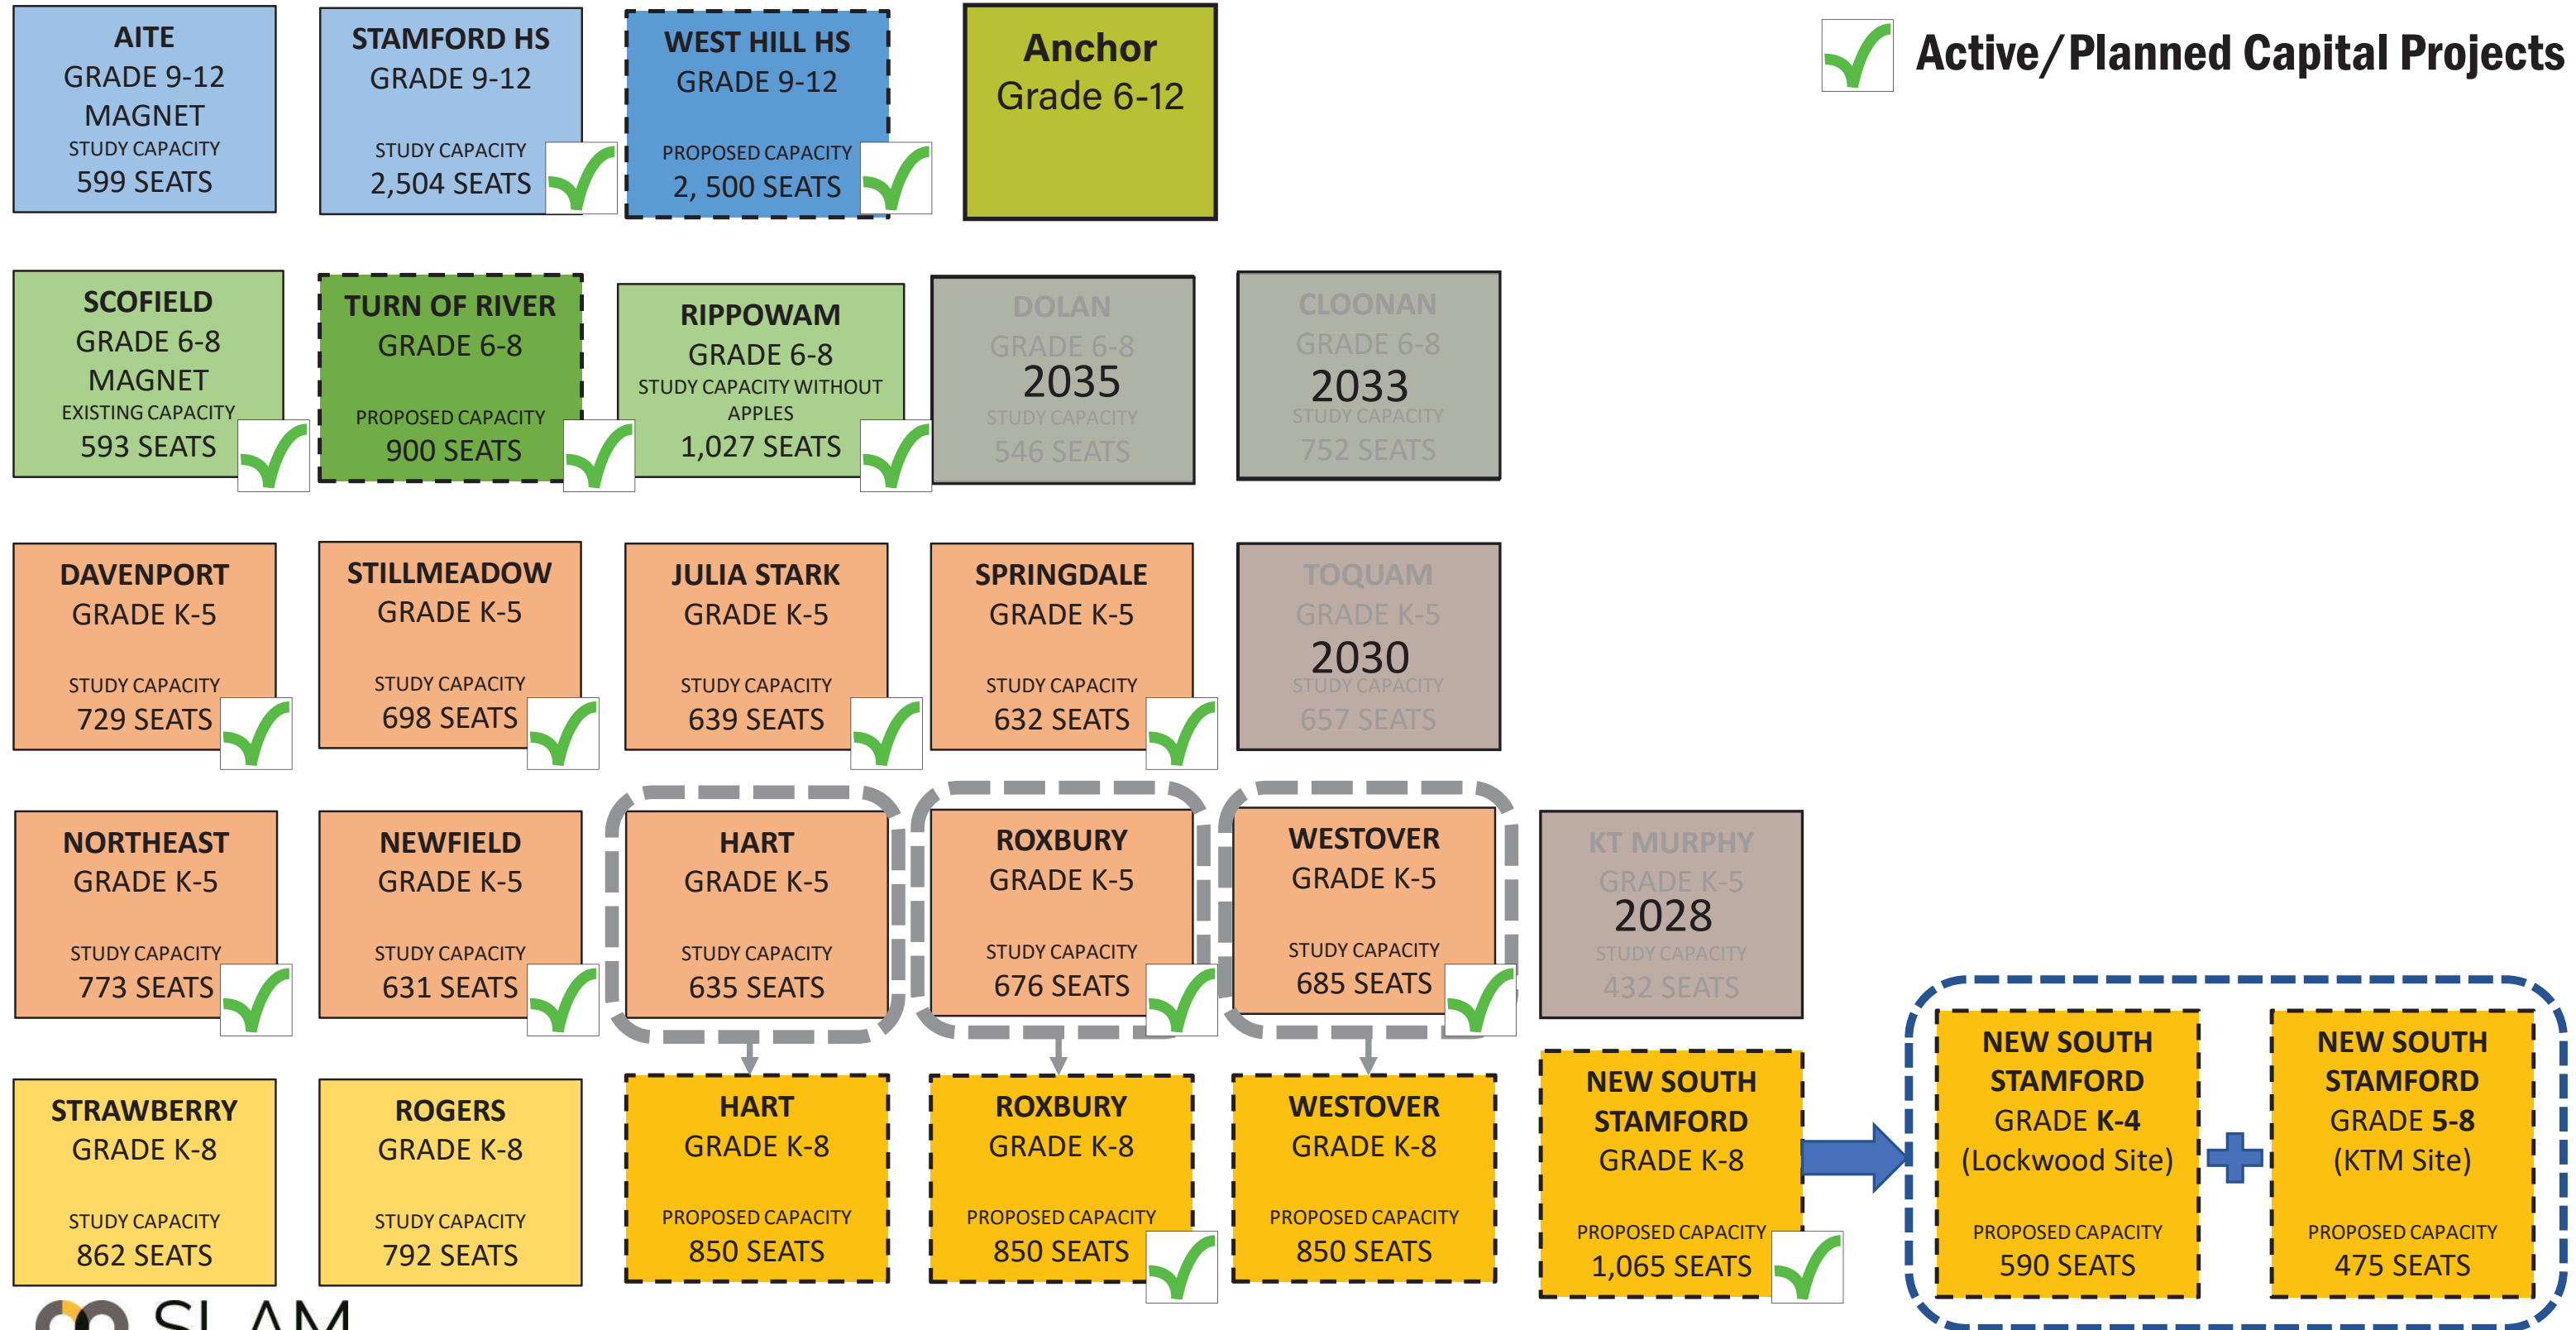 AITE
GRADE 9-12
MAGNET
STUDY CAPACITY
599 SEATS
STAMFORD HS
GRADE 9-12
STUDY CAPACITY
2,504 SEATS
WEST HILL HS
GRADE 9-12
PROPOSED CAPACITY
2, 500 SEATS
Anchor
Grade 6-12
Active/Planned Capital Projects
SCOFIELD
GRADE 6-8
MAGNET
EXISTING CAPACITY
593 SEATS
TURN OF RIVER
GRADE 6-8
PROPOSED CAPACITY
900 SEATS
RIPPOWAM
GRADE 6-8
STUDY CAPACITY WITHOUT
APPLES
1,027 SEATS
DOLAN
GRADE 6-8
2035
STUDY CAPACITY
546 SEATS
CLOONAN
GRADE 6-8
2033
STUDY CAPACITY
752 SEATS
DAVENPORT
GRADE K-5
STUDY CAPACITY
729 SEATS
STILLMEADOW
GRADE K-5
STUDY CAPACITY
698 SEATS
JULIA STARK
GRADE K-5
STUDY CAPACITY
639 SEATS
SPRINGDALE
GRADE K-5
STUDY CAPACITY
632 SEATS
TOQUAM
GRADE K-5
2030
STUDY CAPACITY
657 SEATS
NORTHEAST
GRADE K-5
STUDY CAPACITY
773 SEATS
NEWFIELD
GRADE K-5
STUDY CAPACITY
631 SEATS
HART
GRADE K-5
STUDY CAPACITY
635 SEATS
ROXBURY
GRADE K-5
STUDY CAPACITY
676 SEATS
WESTOVER
GRADE K-5
STUDY CAPACITY
685 SEATS
KT MURPHY
GRADE K-5
2028
STUDY CAPACITY
432 SEATS
STRAWBERRY
GRADE K-8
STUDY CAPACITY
862 SEATS
ROGERS
GRADE K-8
STUDY CAPACITY
792 SEATS
HART
GRADE K-8
PROPOSED CAPACITY
850 SEATS
ROXBURY
GRADE K-8
PROPOSED CAPACITY
850 SEATS
WESTOVER
GRADE K-8
PROPOSED CAPACITY
850 SEATS
NEW SOUTH
STAMFORD
GRADE K-8
PROPOSED CAPACITY
1,065 SEATS
NEW SOUTH
STAMFORD
GRADE K-4
(Lockwood Site)
PROPOSED CAPACITY
590 SEATS
NEW SOUTH
STAMFORD
GRADE 5-8
(KTM Site)
PROPOSED CAPACITY
475 SEATS
SLAM